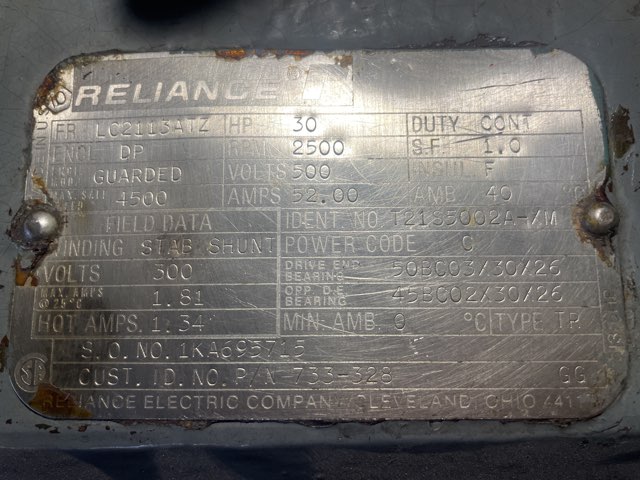 RELIANCE
FR LC2113ATZ HP 30 DUTY CONT
ENCL DP RPM 2500 S.F. 1.0
GUARDED VOLTS 500 INSUL F
4500 AMPS 52.00 AMB 40
FIELD DATA IDENT. NO. T2185002A-
WINDING STAB SHUNT POWER CODE C
VOLTS 300 DRIVE END BEARING 50BC03X30X26
MAX AMPS @25°C 1.81 OPP. D.E. BEARING 45BC02X30X26
HOT AMPS 1.34 MIN. AMB. 0 °C TYPE TR
S.O. NO. 1KA695715
CUST. ID. NO. P/N 733-328 GG
RELIANCE ELECTRIC COMPANY CLEVELAND, OHIO